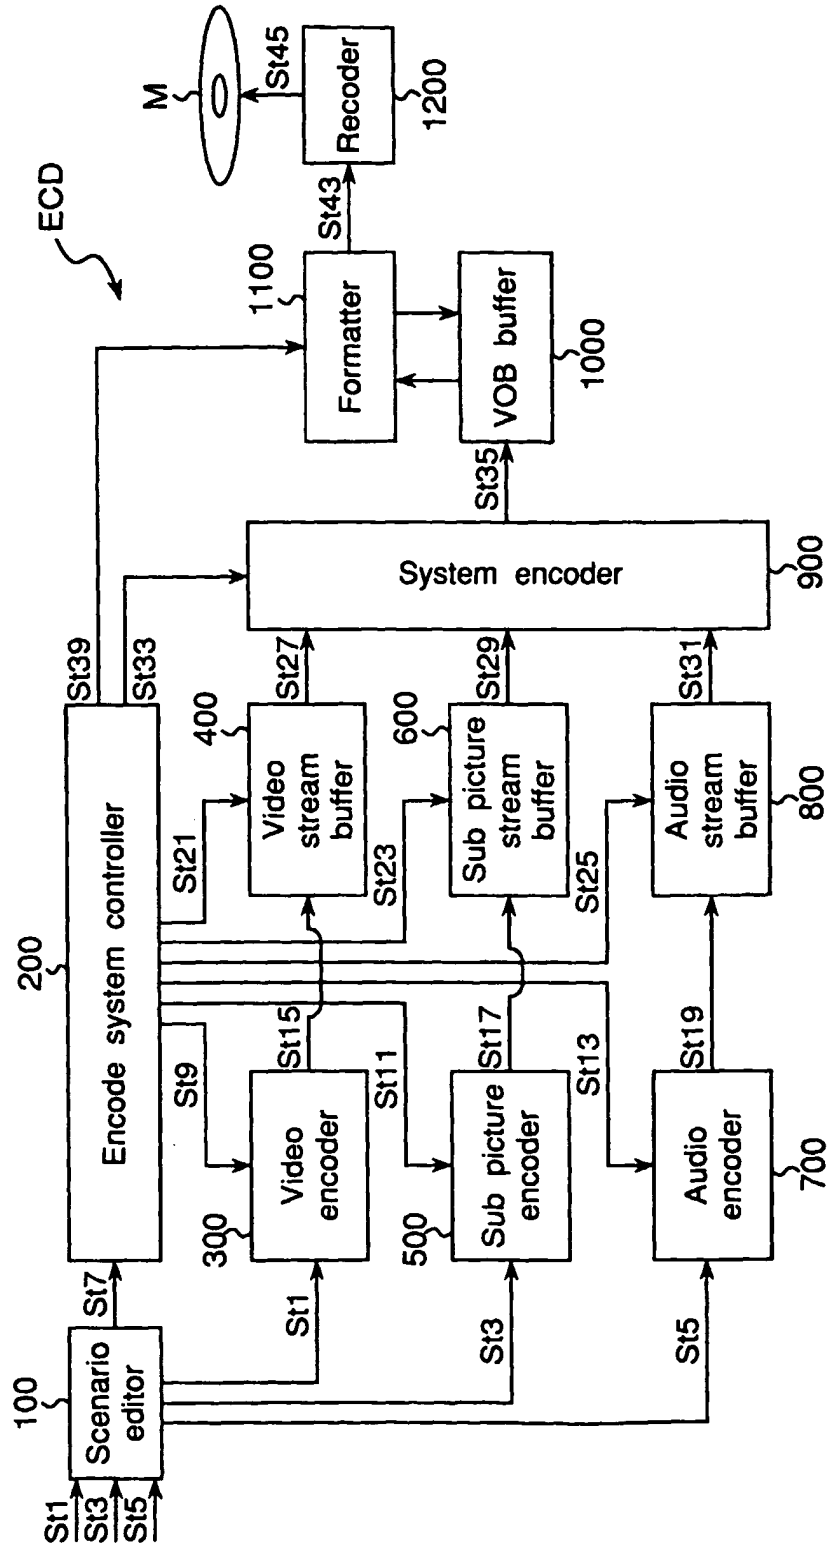 ECD
100
Scenario
editor
St1
St3
St5
St7
200
Encode system controller
St39
St33
St9
St21
St1
300
Video
encoder
St15
400
Video
stream
buffer
St27
St11
St23
St3
500
Sub picture
encoder
St17
600
Sub picture
stream
buffer
St29
St13
St25
St5
Audio
encoder
700
St19
Audio
stream
buffer
800
St31
System encoder
900
St35
1100
Formatter
VOB buffer
1000
St43
Recoder
1200
St45
M